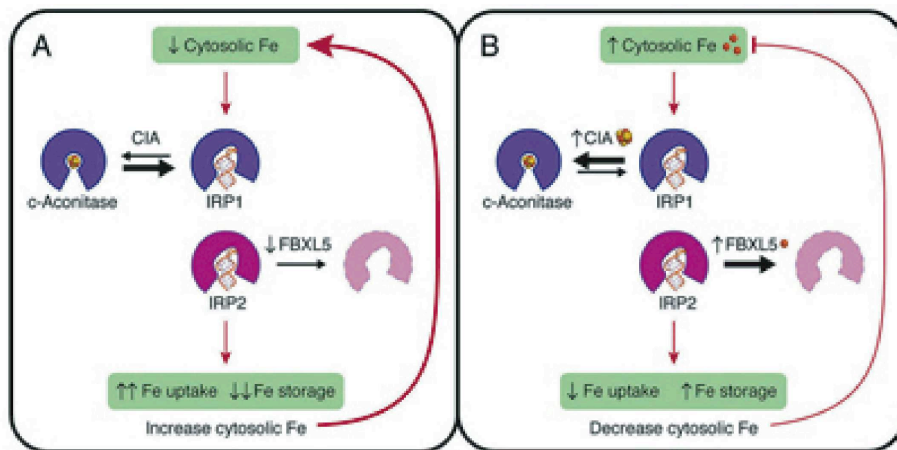 A
↓ Cytosolic Fe
CIA
c-Aconitase
IRP1
↓FBXL5
IRP2
↑↑ Fe uptake ↓↓Fe storage
Increase cytosolic Fe
B
↑ Cytosolic Fe
↑CIA
c-Aconitase
IRP1
↑FBXL5
IRP2
↓ Fe uptake ↑ Fe storage
Decrease cytosolic Fe